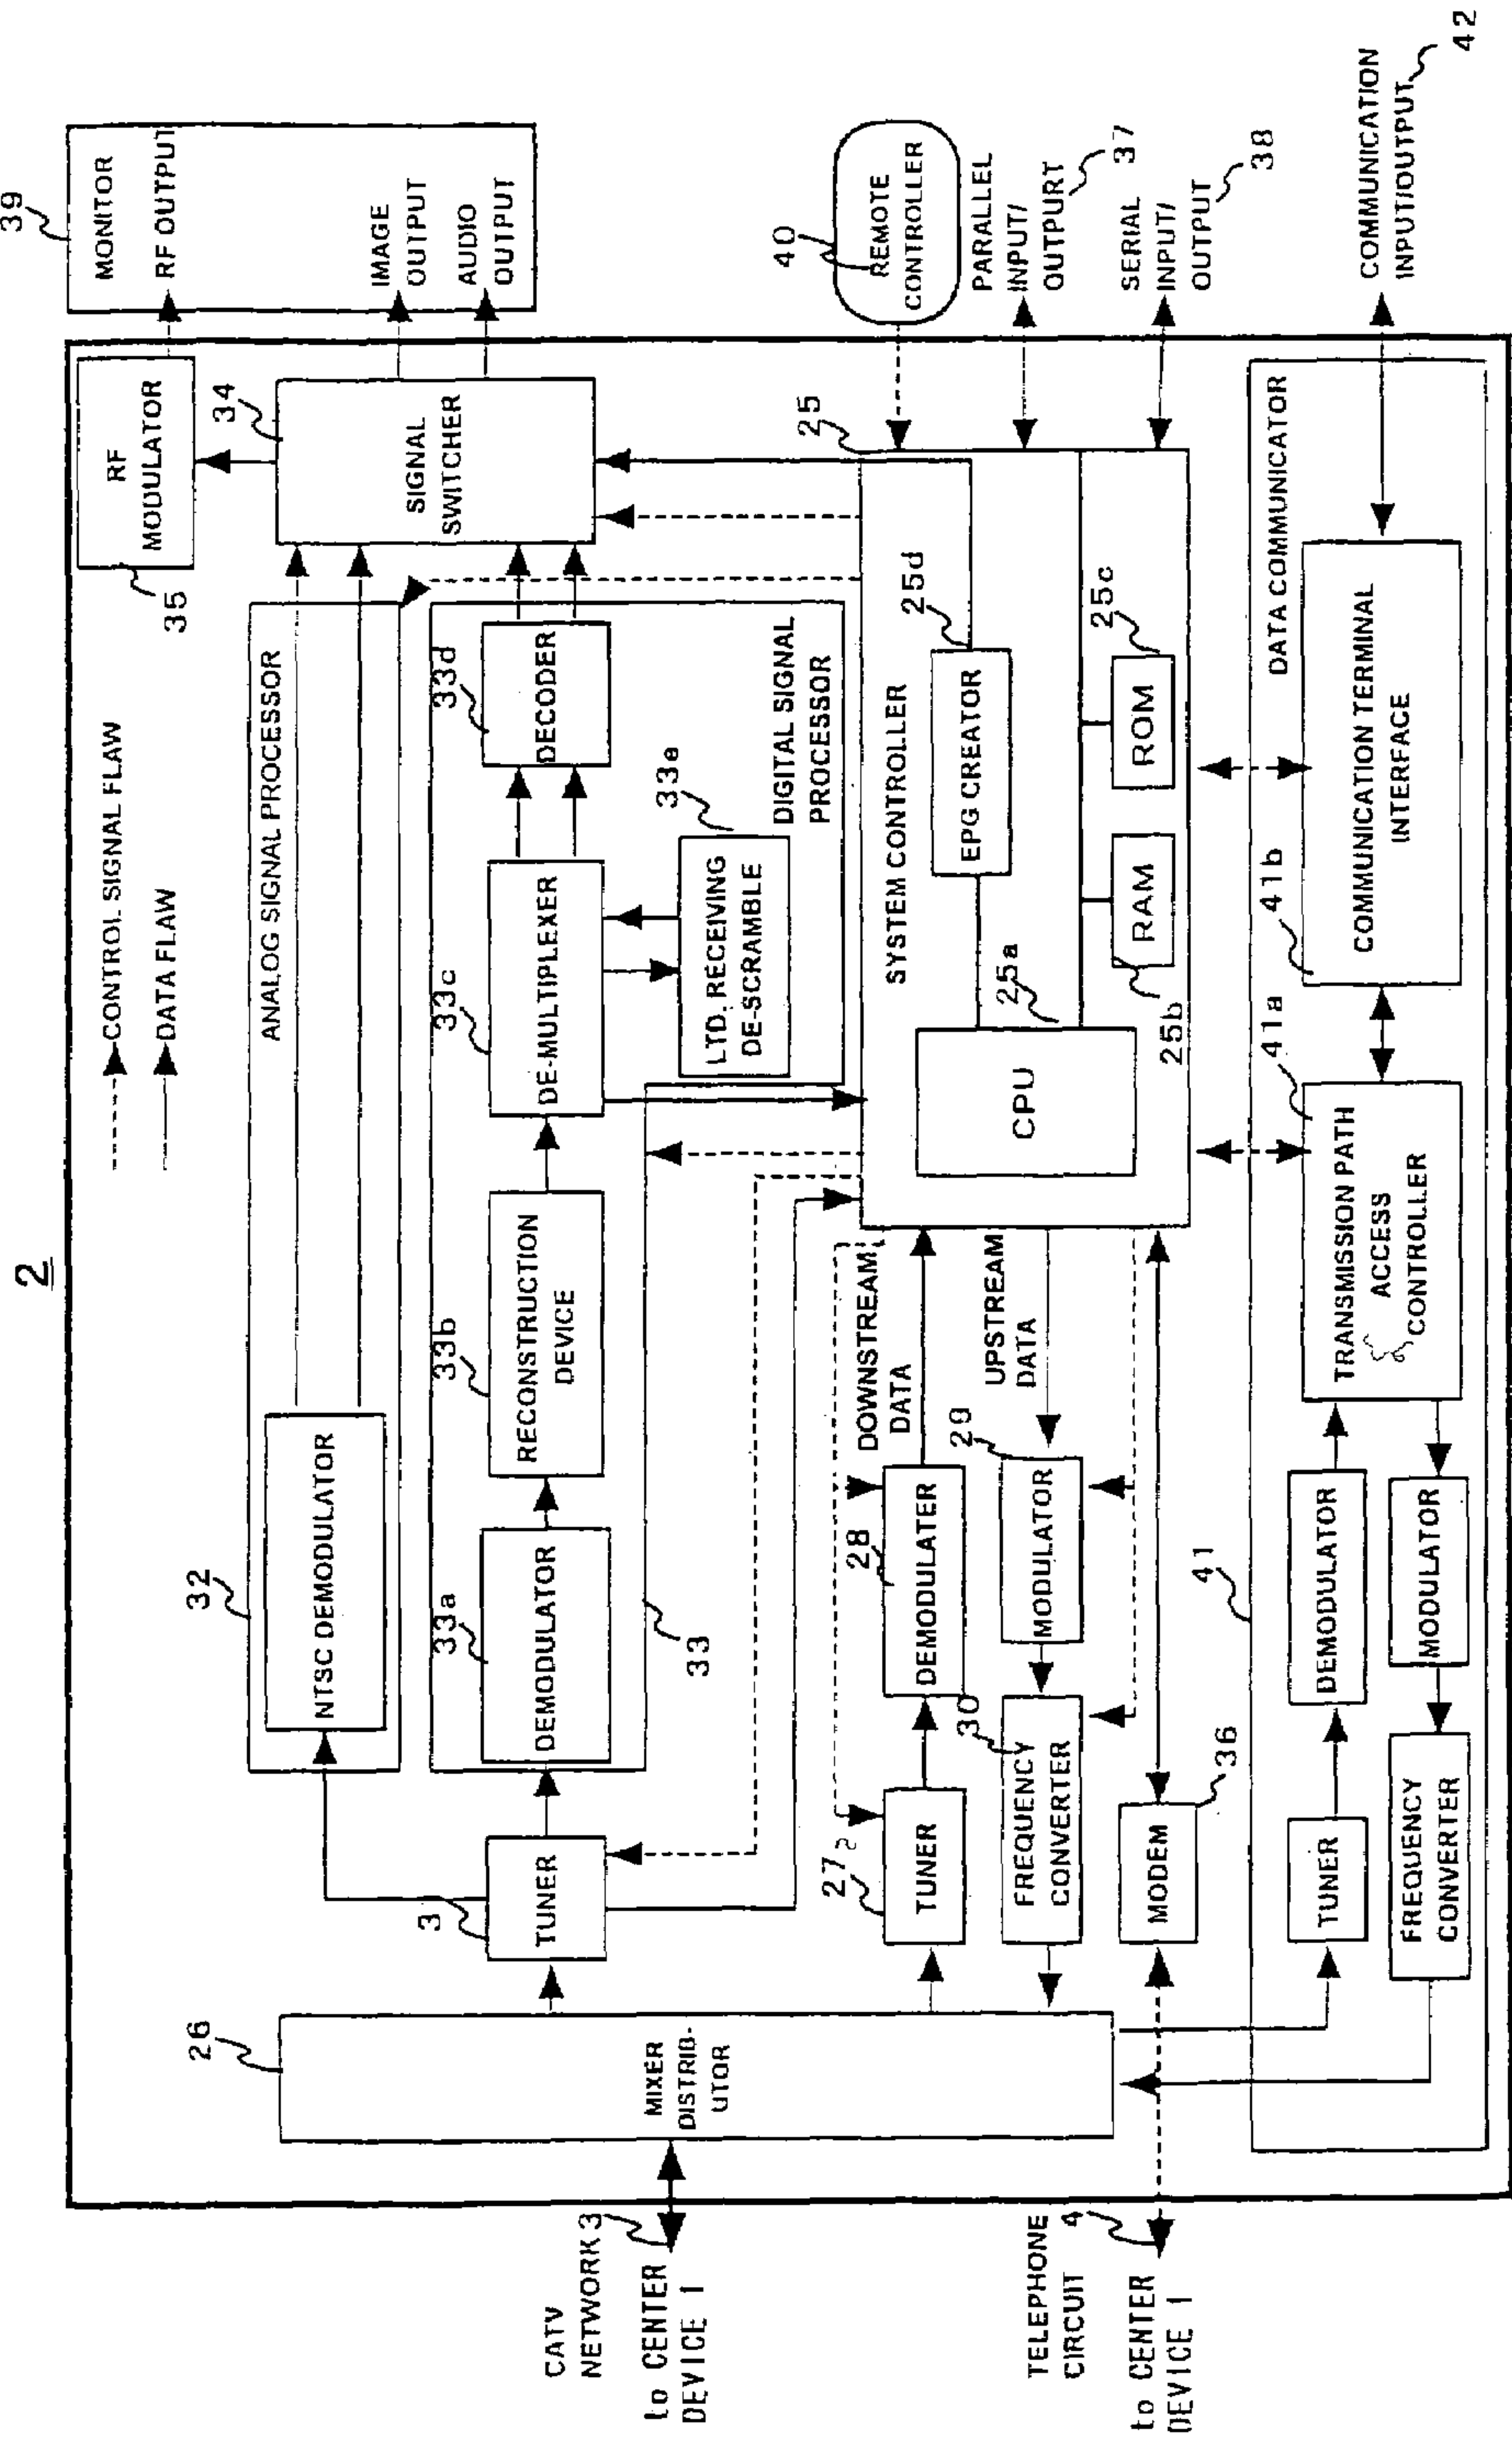 2
CONTROL SIGNAL FLAW
DATA FLAW
39
MONITOR
RF OUTPUT
IMAGE
OUTPUT
AUDIO
OUTPUT
35
RF
MODULATOR
34
SIGNAL
SWITCHER
ANALOG SIGNAL PROCESSOR
32
NTSC DEMODULATOR
33a
DEMODULATOR
33b
RECONSTRUCTION
DEVICE
33c
DE-MULTIPLEXER
33d
DECODER
33e
LTD. RECEIVING
DE-SCRAMBLE
DIGITAL SIGNAL
PROCESSOR
33
26
MIXER
DISTRIB-
UTOR
TUNER
CATV
NETWORK 3
to CENTER
DEVICE 1
TELEPHONE
CIRCUIT 4
to CENTER
DEVICE 1
27
TUNER
28
DEMODULATER
DOWNSTREAM
DATA
29
MODULATOR
UPSTREAM
DATA
30
FREQUENCY
CONVERTER
36
MODEM
25
SYSTEM CONTROLLER
25a
CPU
25d
EPG CREATOR
25b
RAM
25c
ROM
40
REMOTE
CONTROLLER
PARALLEL
INPUT/
OUTPURT
37
SERIAL
INPUT/
OUTPUT
38
41
DATA COMMUNICATOR
TUNER
DEMODULATOR
FREQUENCY
CONVERTER
MODULATOR
41a
TRANSMISSION PATH
ACCESS
CONTROLLER
41b
COMMUNICATION TERMINAL
INTERFACE
COMMUNICATION
INPUT/OUTPUT
42